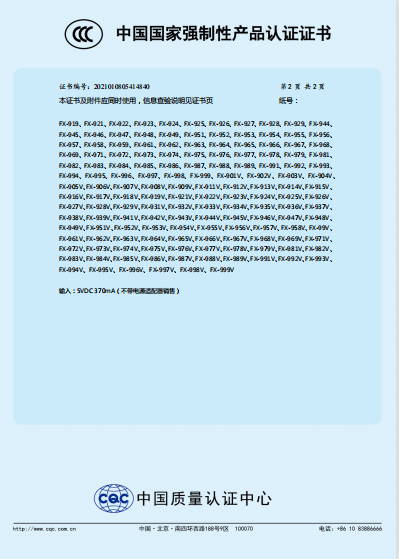 CCC 中国国家强制性产品认证证书
证书编号：2021010805414840 第 2 页 共 2 页
本证书及附件应同时使用，信息查验说明见证书页 纸号：
FX-919、FX-921、FX-922、FX-923、FX-924、FX-925、FX-926、FX-927、FX-928、FX-929、FX-944、
FX-945、FX-946、FX-947、FX-948、FX-949、FX-951、FX-952、FX-953、FX-954、FX-955、FX-956、
FX-957、FX-958、FX-959、FX-961、FX-962、FX-963、FX-964、FX-965、FX-966、FX-967、FX-968、
FX-969、FX-971、FX-972、FX-973、FX-974、FX-975、FX-976、FX-977、FX-978、FX-979、FX-981、
FX-982、FX-983、FX-984、FX-985、FX-986、FX-987、FX-988、FX-989、FX-991、FX-992、FX-993、
FX-994、FX-995、FX-996、FX-997、FX-998、FX-999、FX-901V、FX-902V、FX-903V、FX-904V、
FX-905V、FX-906V、FX-907V、FX-908V、FX-909V、FX-911V、FX-912V、FX-913V、FX-914V、FX-915V、
FX-916V、FX-917V、FX-918V、FX-919V、FX-921V、FX-922V、FX-923V、FX-924V、FX-925V、FX-926V、
FX-927V、FX-928V、FX-929V、FX-931V、FX-932V、FX-933V、FX-934V、FX-935V、FX-936V、FX-937V、
FX-938V、FX-939V、FX-941V、FX-942V、FX-943V、FX-944V、FX-945V、FX-946V、FX-947V、FX-948V、
FX-949V、FX-951V、FX-952V、FX-953V、FX-954V、FX-955V、FX-956V、FX-957V、FX-958V、FX-99V、
FX-961V、FX-962V、FX-963V、FX-964V、FX-965V、FX-966V、FX-967V、FX-968V、FX-969V、FX-971V、
FX-972V、FX-973V、FX-974V、FX-975V、FX-976V、FX-977V、FX-978V、FX-979V、FX-981V、FX-982V、
FX-983V、FX-984V、FX-985V、FX-986V、FX-987V、FX-988V、FX-989V、FX-991V、FX-992V、FX-993V、
FX-994V、FX-995V、FX-996V、FX-997V、FX-998V、FX-999V
输入：5VDC 370mA（不带电源适配器销售）
CQC 中国质量认证中心
http://www.cqc.com.cn 中国·北京·南四环西路188号9区 100070 电话：+86 10 83886666